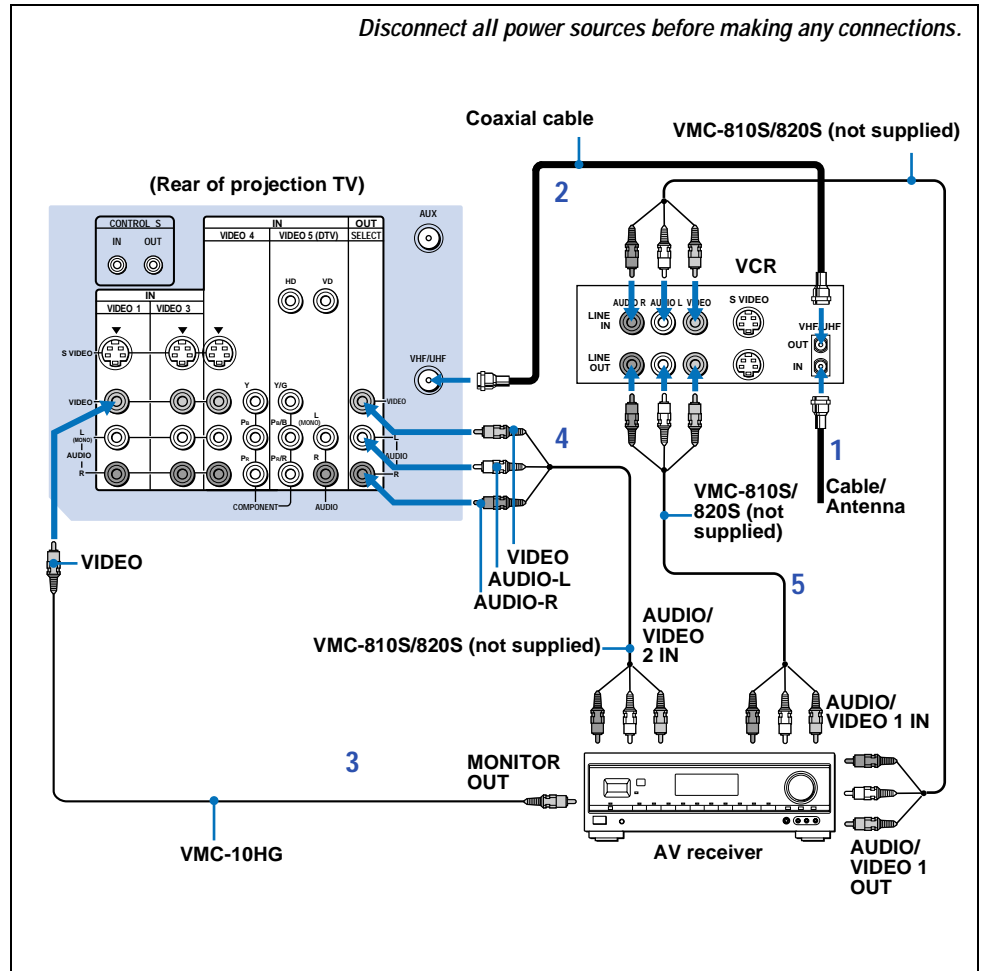 Disconnect all power sources before making any connections.
Coaxial cable
VMC-810S/820S (not supplied)
2
(Rear of projection TV)
CONTROL S
IN OUT
IN
VIDEO 4 VIDEO 5 (DTV)
OUT
SELECT
AUX
HD VD
IN
VIDEO 1 VIDEO 3
S VIDEO
VHF/UHF
VIDEO
Y Y/G
L
(MONO)
VIDEO
L
(MONO)
AUDIO
R
PB PB/B
L
AUDIO
R
PR PR/R R
COMPONENT AUDIO
VCR
AUDIO R AUDIO L VIDEO
S VIDEO
LINE
IN
VHF/UHF
OUT
LINE
OUT
IN
4
1
Cable/
Antenna
VMC-810S/
820S (not
supplied)
VIDEO
VIDEO
AUDIO-L
AUDIO-R
5
AUDIO/
VIDEO
2 IN
VMC-810S/820S (not supplied)
AUDIO/
VIDEO 1 IN
3
MONITOR
OUT
VMC-10HG
AV receiver
AUDIO/
VIDEO 1
OUT